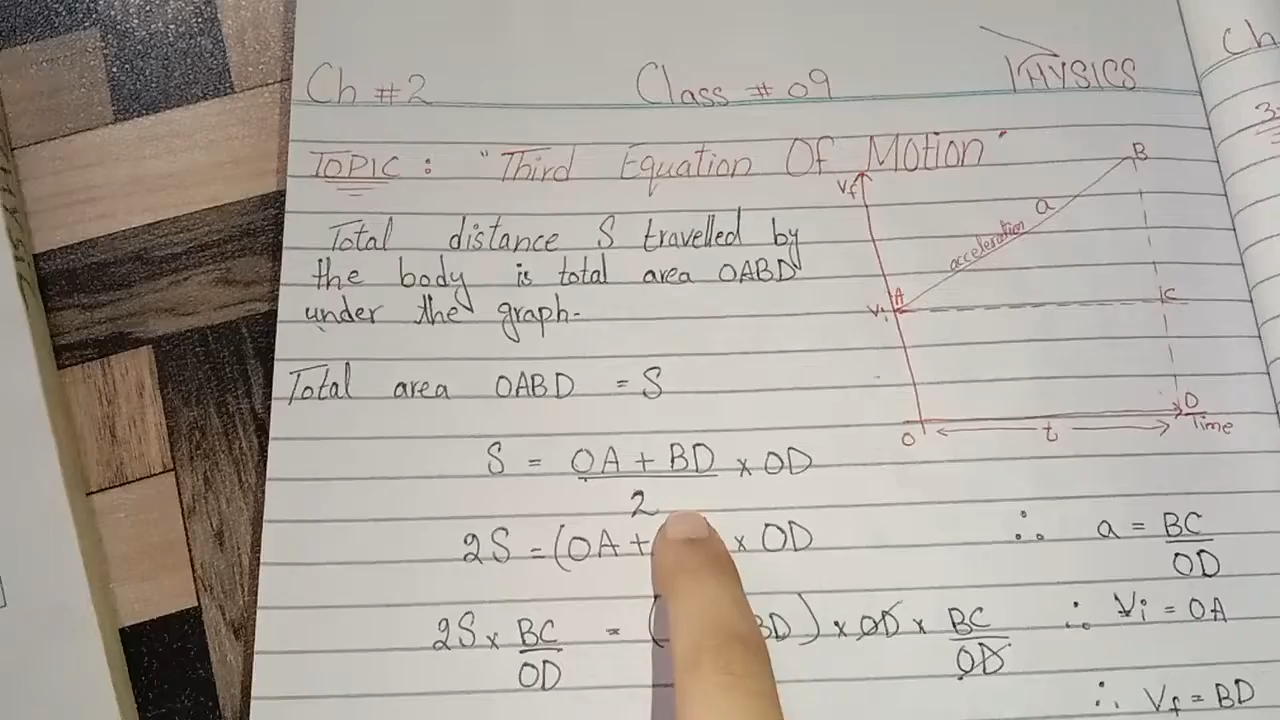 Ch # 2 Class # 09 PHYSICS
TOPIC : "Third Equation Of Motion"
Total distance S travelled by
the body is total area OABD
under the graph.
Total area OABD = S
S = OA + BD / 2 × OD
2S = (OA + × OD
2S × BC / OD = ( BD) × OD × BC / OD
∴ a = BC / OD
∴ Vi = OA
∴ Vf = BD
Vf
B
a
acceleration
A
Vi
C
D
Time
O
t
Ch
3